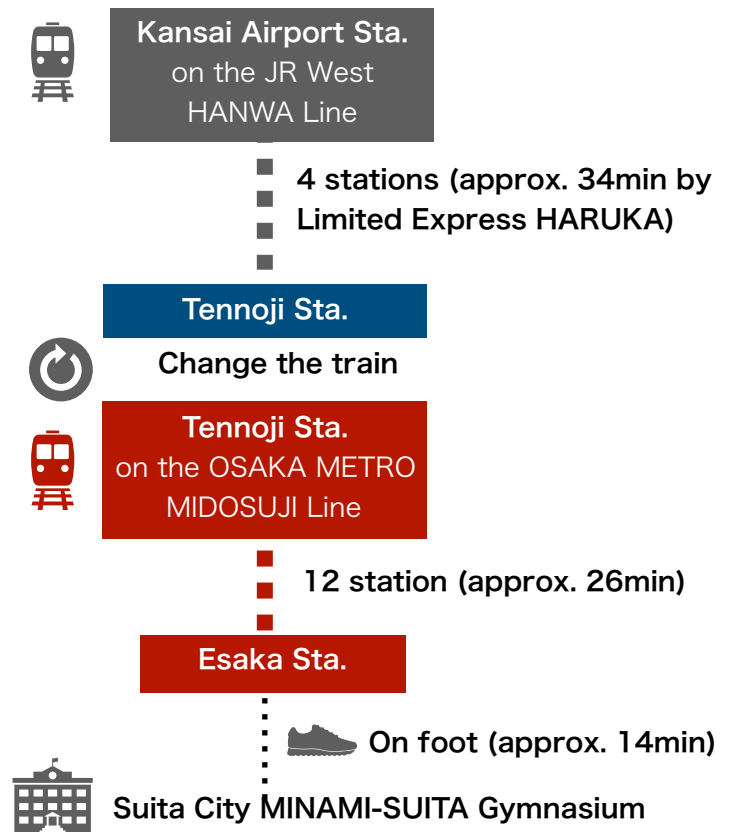 Kansai Airport Sta.
on the JR West
HANWA Line
4 stations (approx. 34min by
Limited Express HARUKA)
Tennoji Sta.
Change the train
Tennoji Sta.
on the OSAKA METRO
MIDOSUJI Line
12 station (approx. 26min)
Esaka Sta.
On foot (approx. 14min)
Suita City MINAMI-SUITA Gymnasium